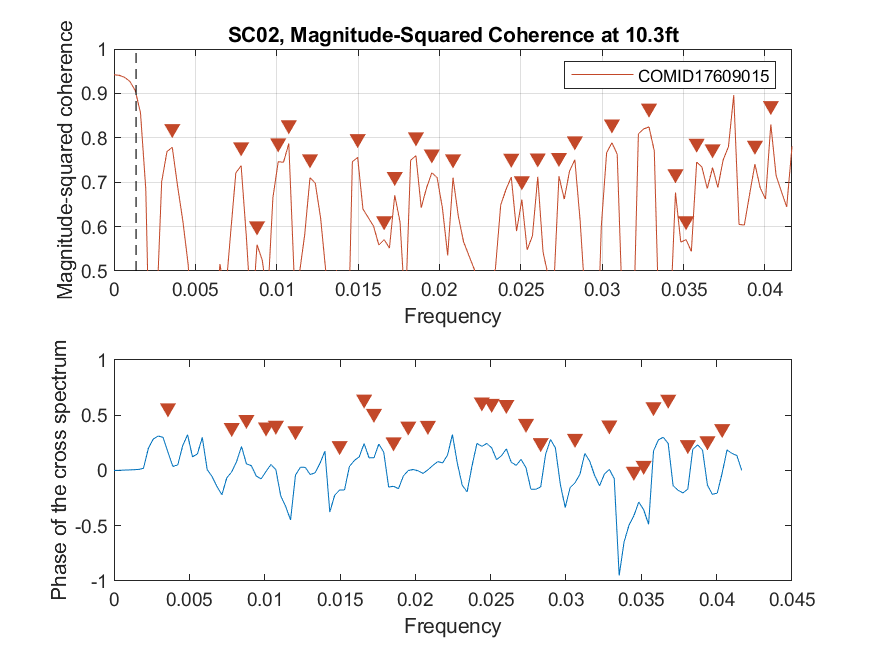 SC02, Magnitude-Squared Coherence at 10.3ft
Magnitude-squared coherence
1
0.9
0.8
0.7
0.6
0.5
COMID17609015
0 0.005 0.01 0.015 0.02 0.025 0.03 0.035 0.04
Frequency
Phase of the cross spectrum
1
0.5
0
-0.5
-1
0 0.005 0.01 0.015 0.02 0.025 0.03 0.035 0.04 0.045
Frequency